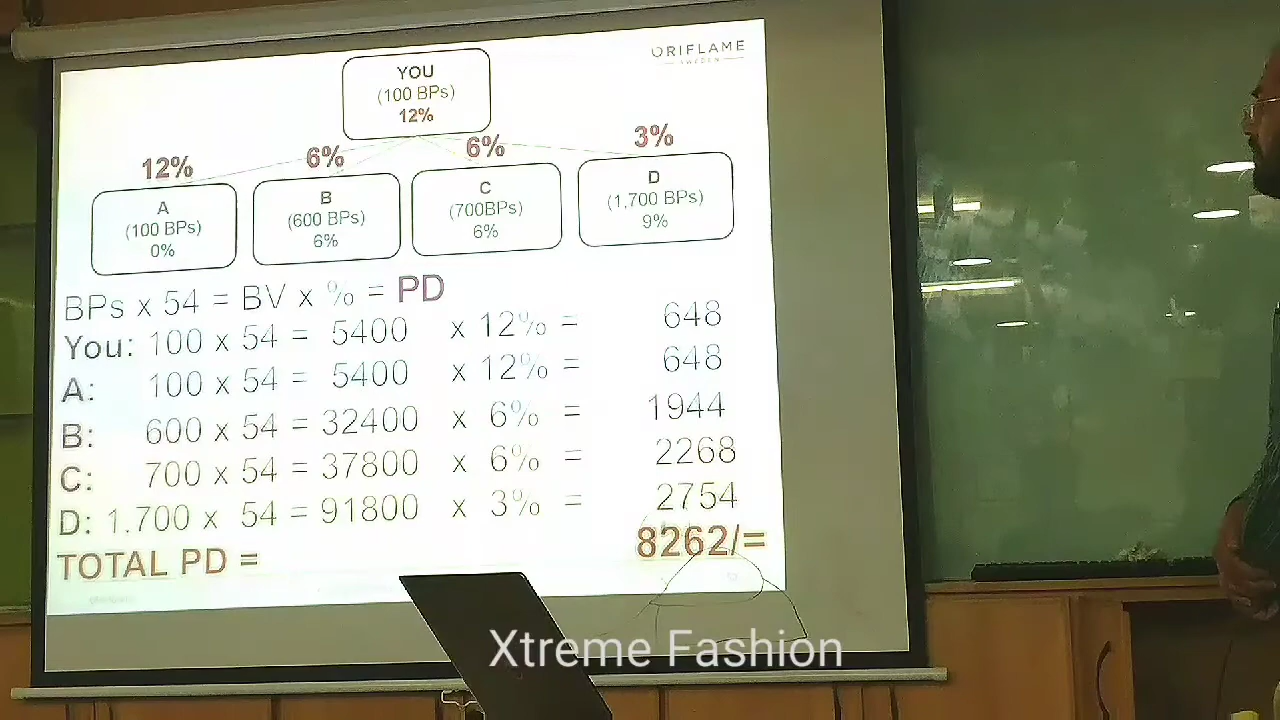 ORIFLAME
SWEDEN
YOU
(100 BPs)
12%
12%
6%
6%
3%
A
(100 BPs)
0%
B
(600 BPs)
6%
C
(700BPs)
6%
D
(1,700 BPs)
9%
BPs x 54 = BV x % = PD
You: 100 x 54 = 5400 x 12% = 648
A: 100 x 54 = 5400 x 12% = 648
B: 600 x 54 = 32400 x 6% = 1944
C: 700 x 54 = 37800 x 6% = 2268
D: 1.700 x 54 = 91800 x 3% = 2754
TOTAL PD = 8262/=
Xtreme Fashion